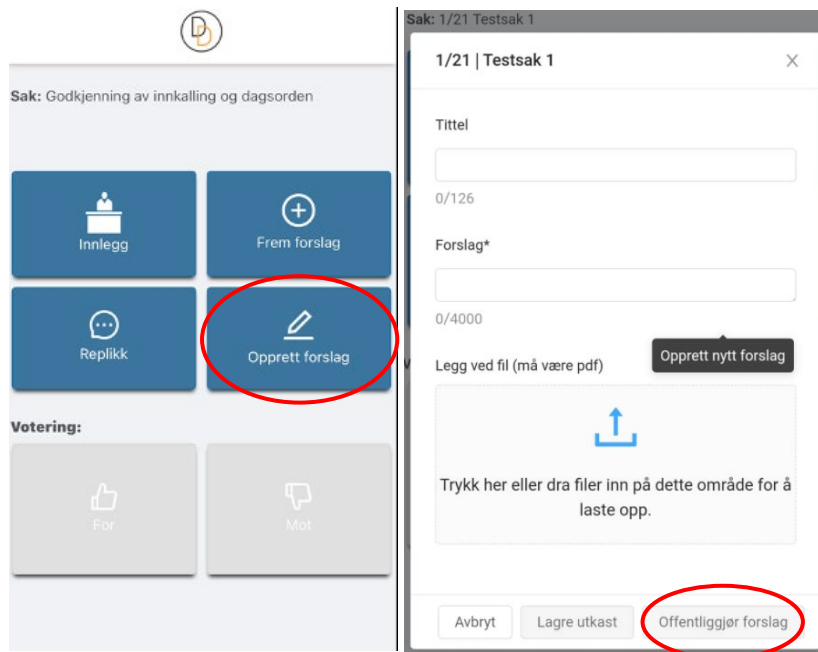 DD
Sak: Godkjenning av innkalling og dagsorden
Innlegg
Frem forslag
Replikk
Opprett forslag
Votering:
For
Mot
Sak: 1/21 Testsak 1
1/21 | Testsak 1
Tittel
0/126
Forslag*
0/4000
Opprett nytt forslag
Legg ved fil (må være pdf)
Trykk her eller dra filer inn på dette område for å
laste opp.
Avbryt
Lagre utkast
Offentliggjør forslag